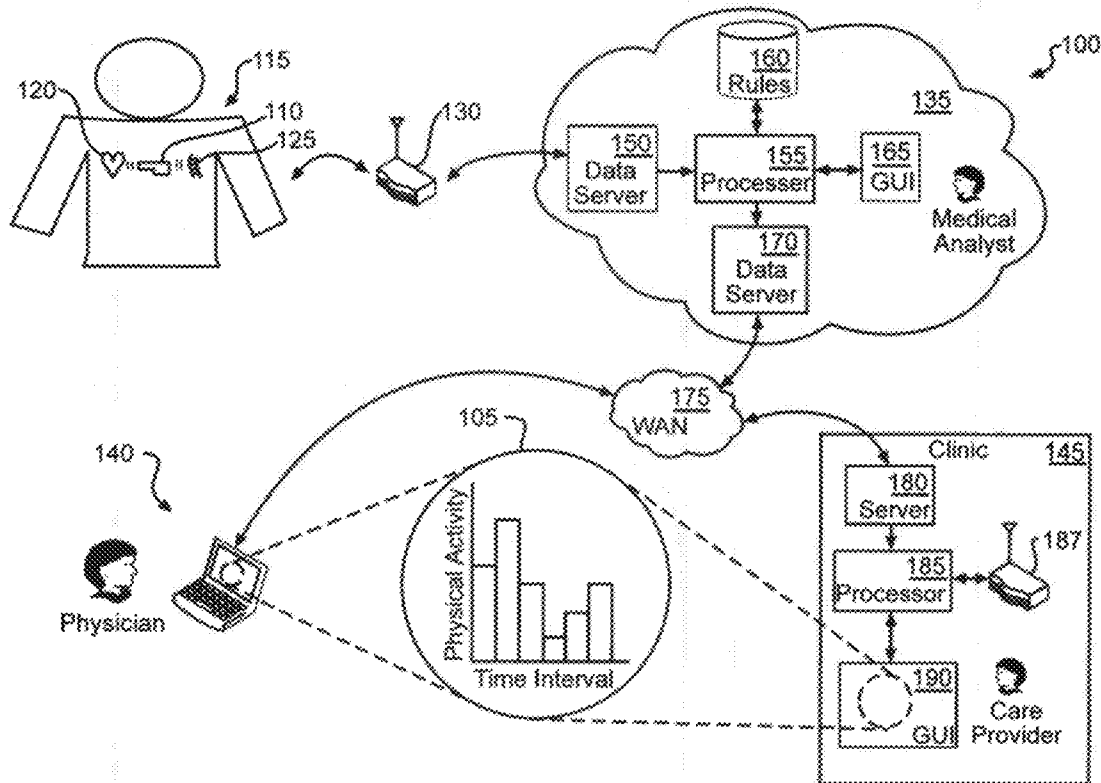 100
115
120
110
125
130
135
160
Rules
150
Data
Server
155
Processer
165
GUI
Medical
Analyst
170
Data
Server
175
WAN
105
140
Physician
Physical Activity
Time Interval
Clinic
145
180
Server
185
Processor
187
190
GUI
Care
Provider